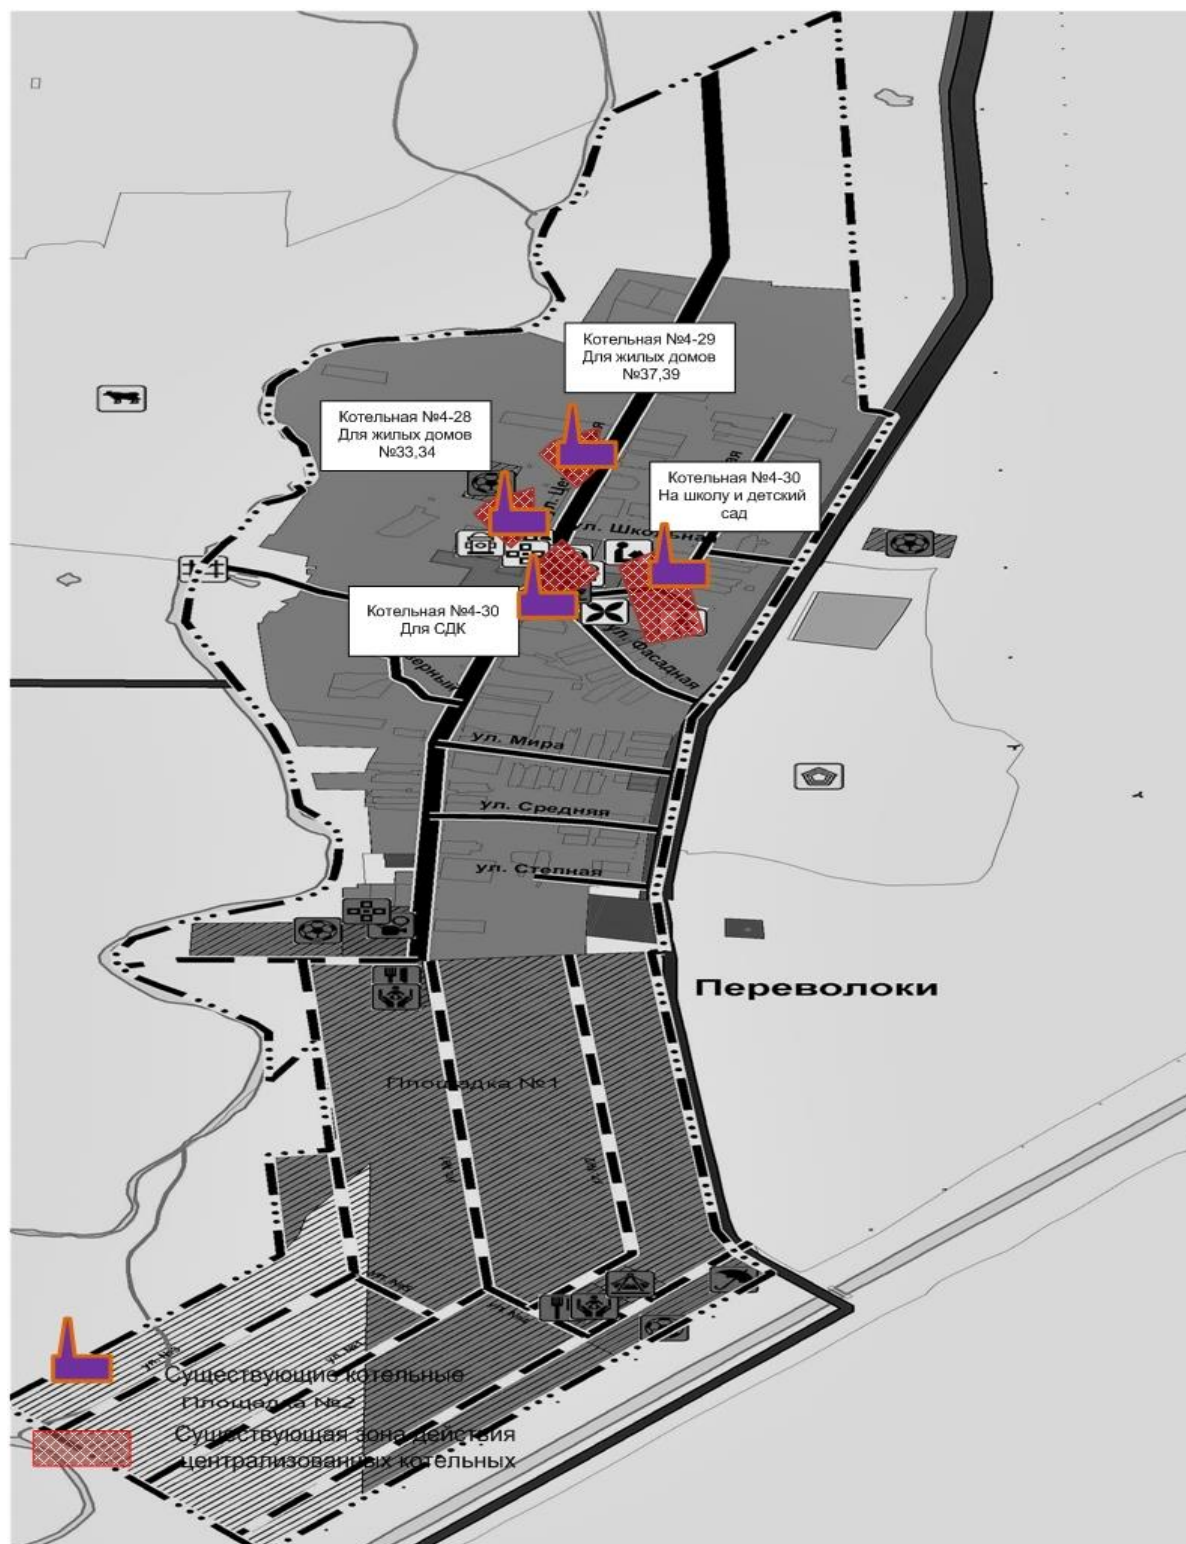 Котельная №4-29
Для жилых домов
№37,39
Котельная №4-28
Для жилых домов
№33,34
Котельная №4-30
На школу и детский
сад
ул. Школьна
Котельная №4-30
Для СДК
ул. Фасадная
ул. Мира
ул. Средняя
ул. Степная
Переволоки
Площадка №1
Существующие котельные
Площадка №2
Существующая зона действия
централизованных котельных